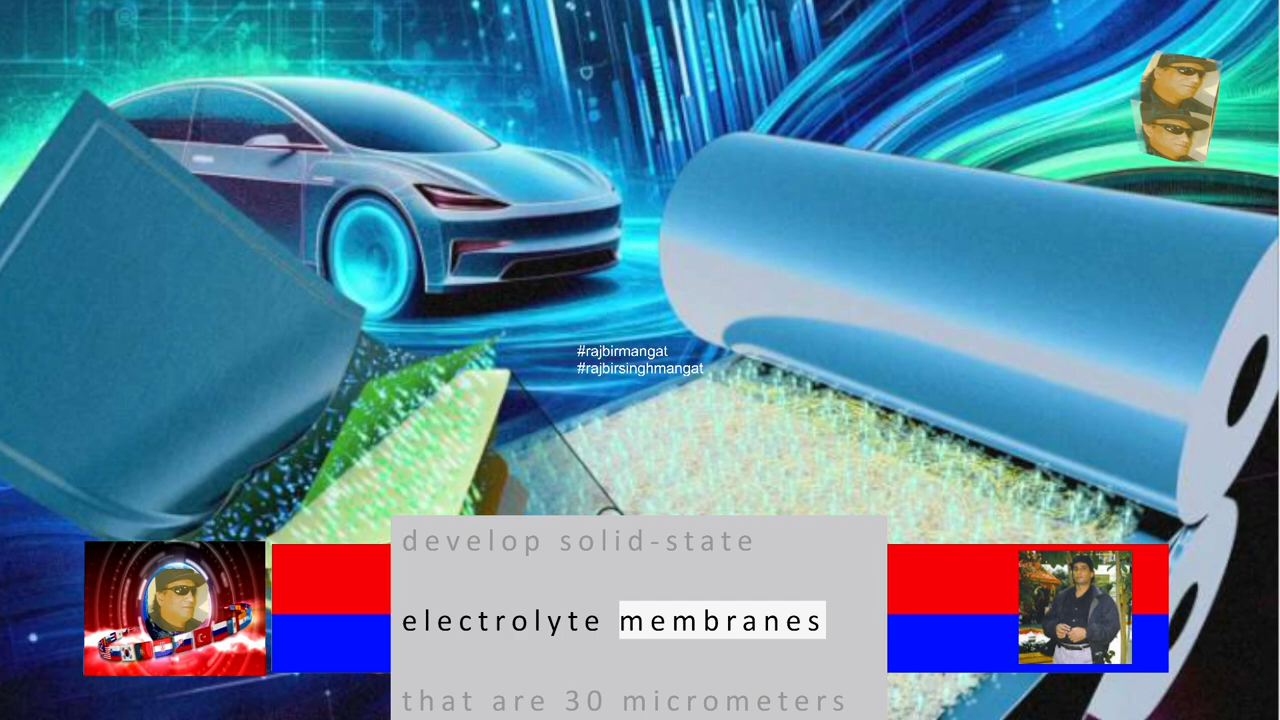 #rajbirmangat
#rajbirsinghmangat
develop solid-state
electrolyte membranes
that are 30 micrometers